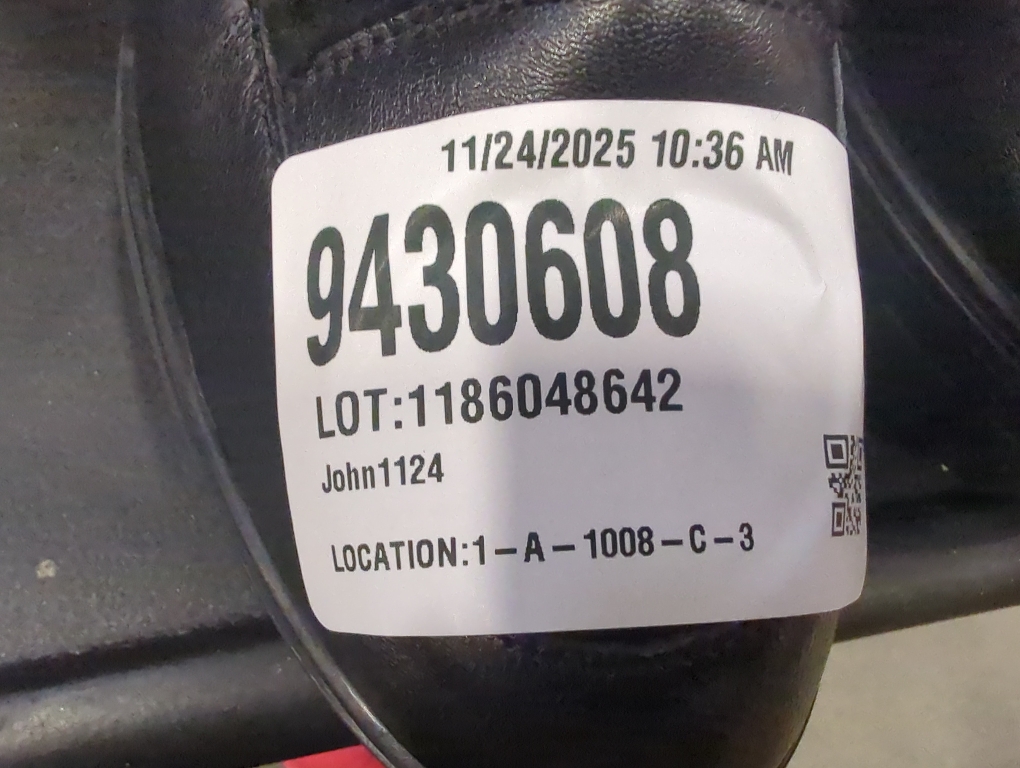 11/24/2025 10:36 AM
9430608
LOT:1186048642
John1124
LOCATION:1-A-1008-C-3